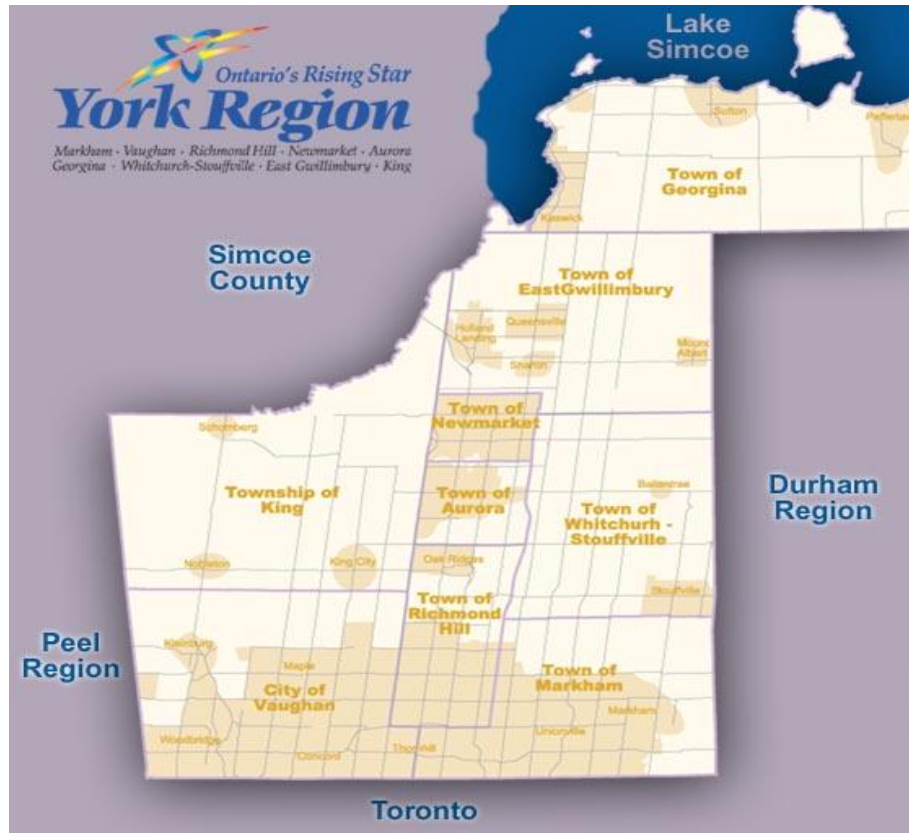 Lake
Simcoe
Ontario's Rising Star
York Region
Markham · Vaughan · Richmond Hill · Newmarket · Aurora
Georgina · Whitchurch-Stouffville · East Gwillimbury · King
Sutton
Pefferlaw
Town of
Georgina
Keswick
Simcoe
County
Town of
EastGwillimbury
Holland
Landing
Queensville
Sharon
Mount
Albert
Town of
Newmarket
Schomberg
Township of
King
Town of
Aurora
Ballantrae
Town of
Whitchurh -
Stouffville
Durham
Region
Nobleton
King City
Oak Ridges
Stouffville
Town of
Richmond
Hill
Peel
Region
Kleinburg
Maple
City of
Vaughan
Town of
Markham
Markham
Unionville
Woodbridge
Concord
Thornhill
Toronto